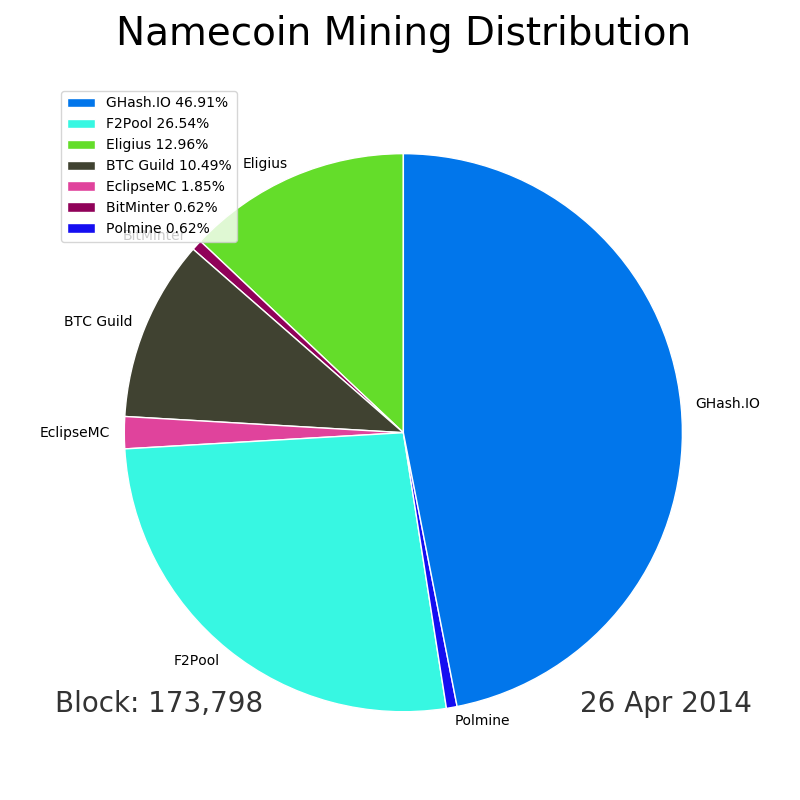 Namecoin Mining Distribution
GHash.IO 46.91%
F2Pool 26.54%
Eligius 12.96%
BTC Guild 10.49%
EclipseMC 1.85%
BitMinter 0.62%
Polmine 0.62%
Eligius
BitMinter
BTC Guild
GHash.IO
EclipseMC
F2Pool
Block: 173,798
26 Apr 2014
Polmine